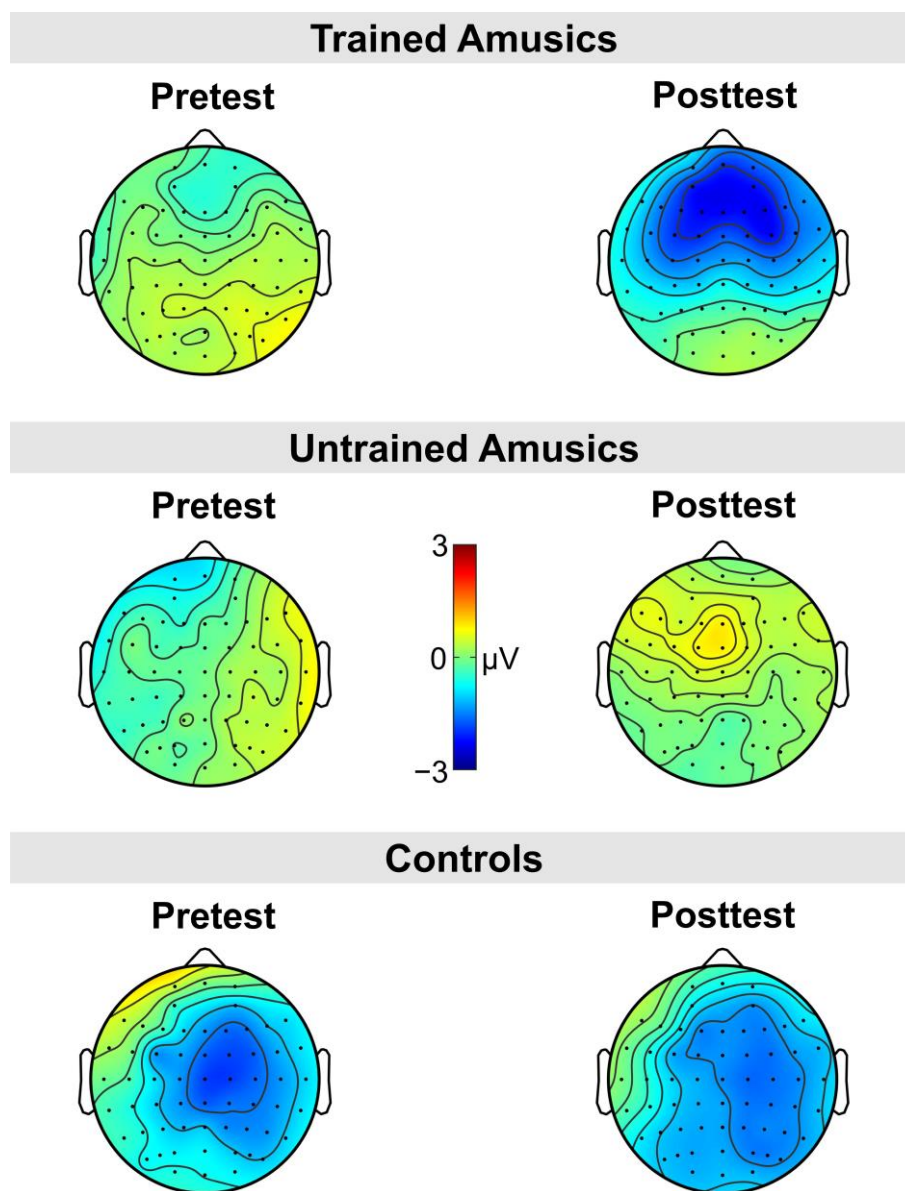 Trained Amusics
Pretest Posttest
Untrained Amusics
Pretest Posttest
3
0 µV
−3
Controls
Pretest Posttest